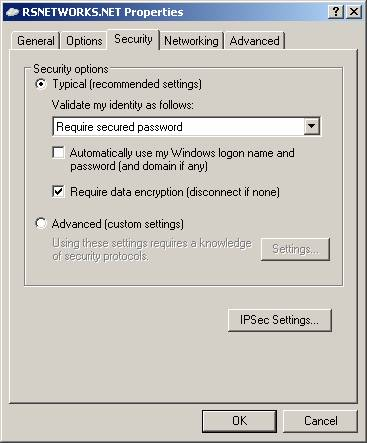 RSNETWORKS.NET Properties
General Options Security Networking Advanced
Security options
Typical (recommended settings)
Validate my identity as follows:
Require secured password
Automatically use my Windows logon name and
password (and domain if any)
Require data encryption (disconnect if none)
Advanced (custom settings)
Using these settings requires a knowledge
of security protocols.
Settings...
IPSec Settings...
OK Cancel